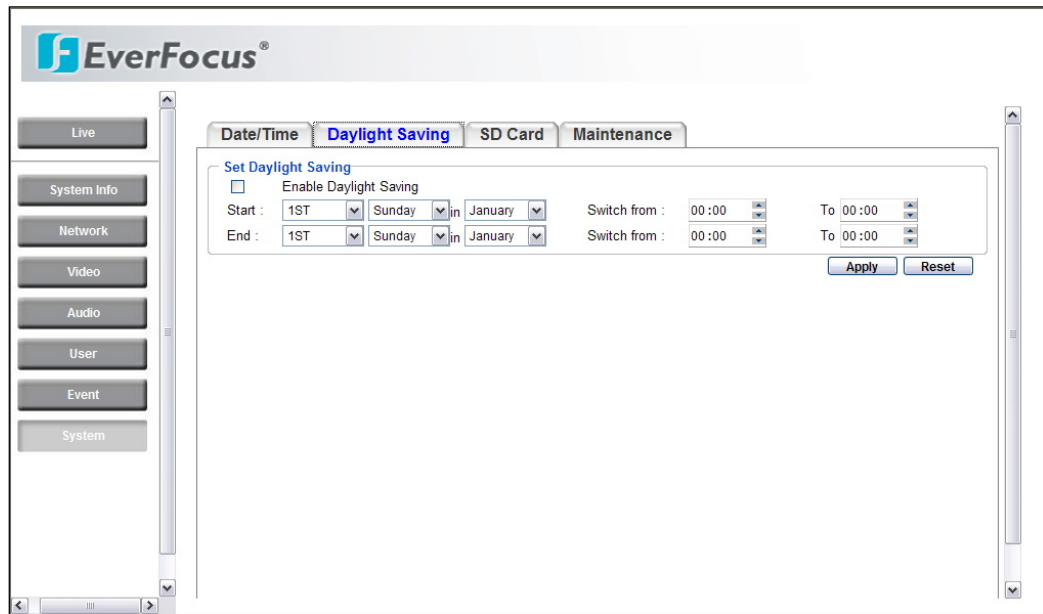 EverFocus®
Live
System Info
Network
Video
Audio
User
Event
System
Date/Time Daylight Saving SD Card Maintenance
Set Daylight Saving
Enable Daylight Saving
Start : 1ST Sunday in January Switch from : 00:00 To 00:00
End : 1ST Sunday in January Switch from : 00:00 To 00:00
Apply Reset